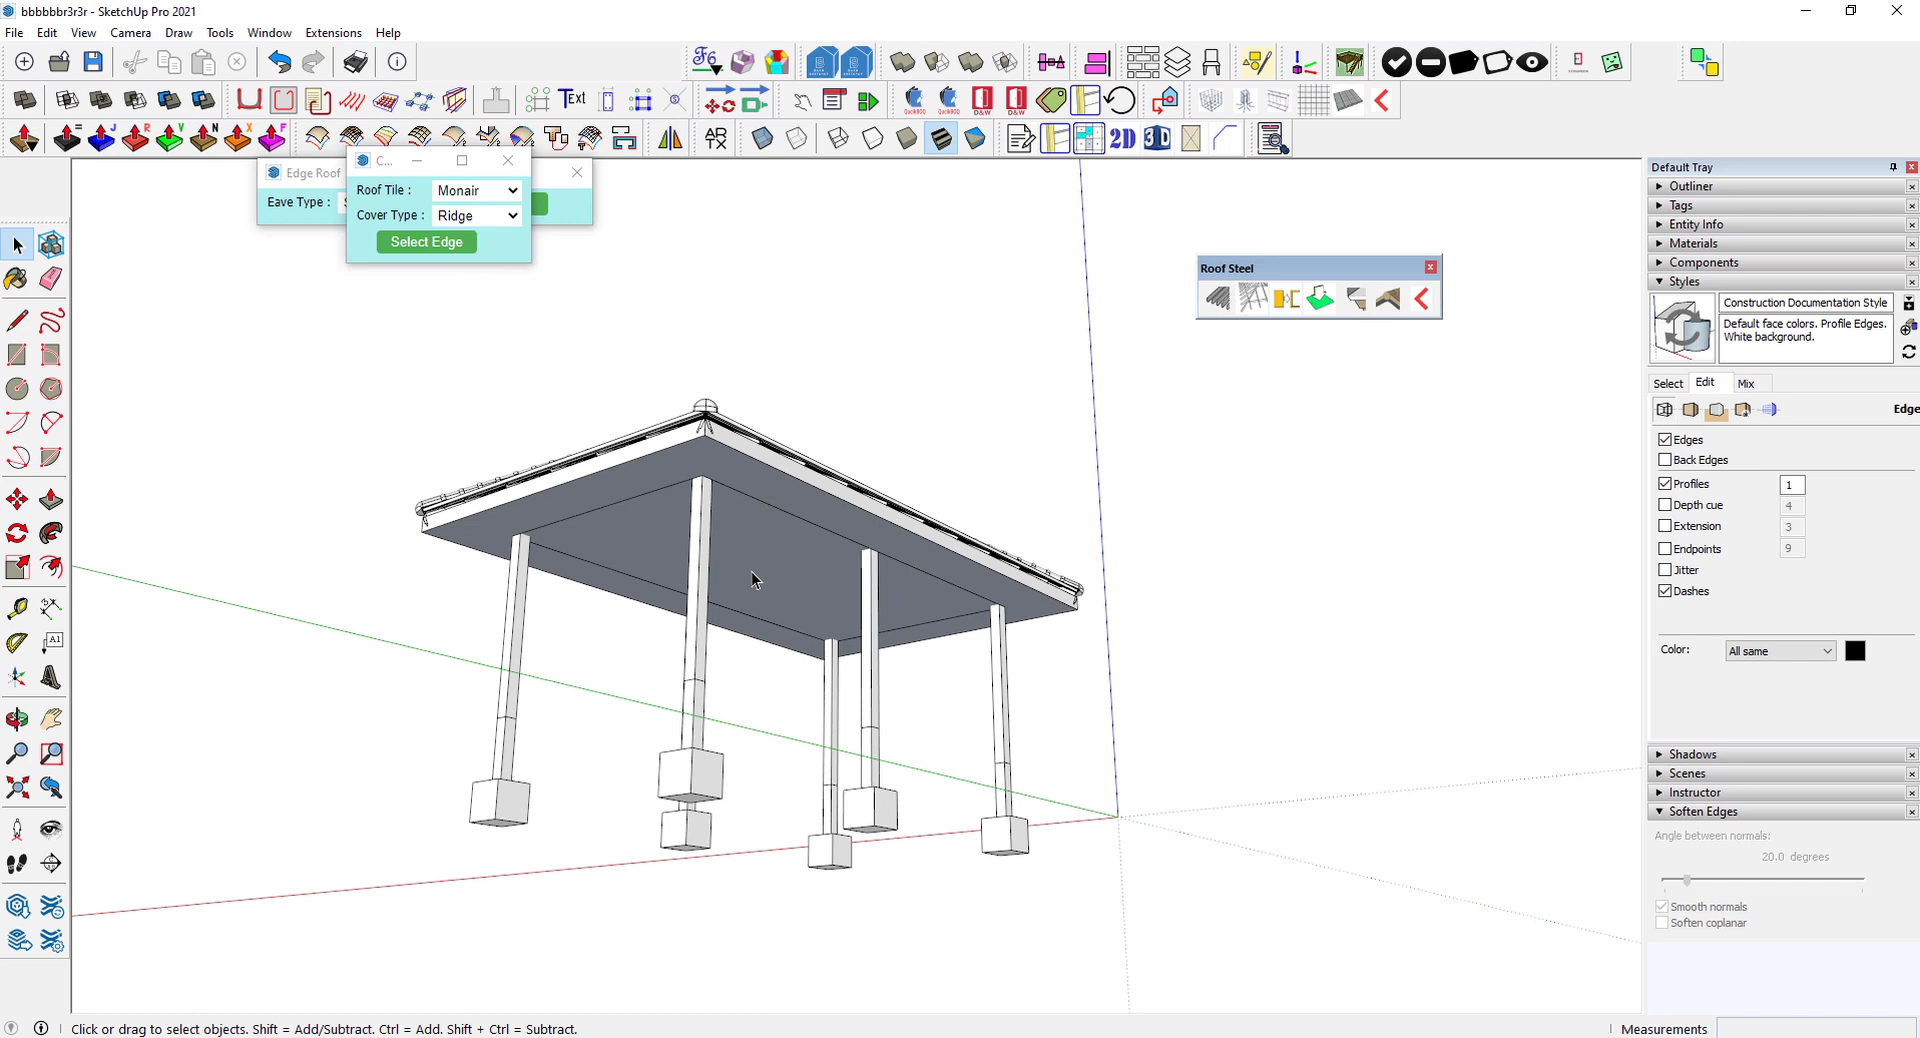 bbbbbbr3r3r - SketchUp Pro 2021
File Edit View Camera Draw Tools Window Extensions Help
Text
D&W D&W
2D 3D
Edge Roof
Eave Type :
C...
Roof Tile : Monair
Cover Type : Ridge
Select Edge
Roof Steel
Default Tray
Outliner
Tags
Entity Info
Materials
Components
Styles
Construction Documentation Style
Default face colors. Profile Edges.
White background.
Select Edit Mix
Edge
Edges
Back Edges
Profiles 1
Depth cue 4
Extension 3
Endpoints 9
Jitter
Dashes
Color: All same
Shadows
Scenes
Instructor
Soften Edges
Angle between normals:
20.0 degrees
Smooth normals
Soften coplanar
Click or drag to select objects. Shift = Add/Subtract. Ctrl = Add. Shift + Ctrl = Subtract.
Measurements